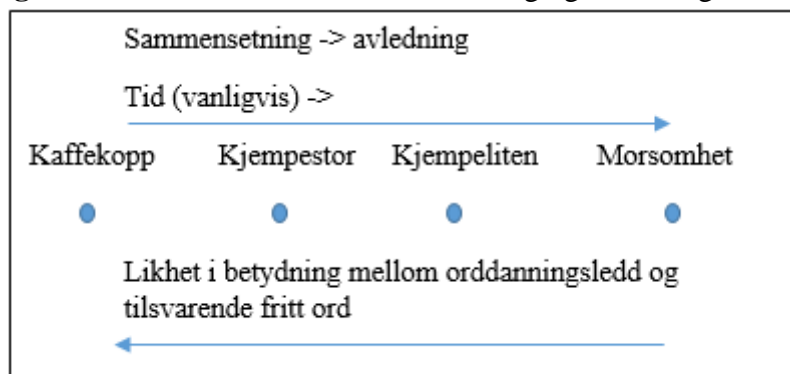 Sammensetning -> avledning
Tid (vanligvis) ->
Kaffekopp Kjempestor Kjempeliten Morsomhet
Likhet i betydning mellom orddanningsledd og
tilsvarende fritt ord